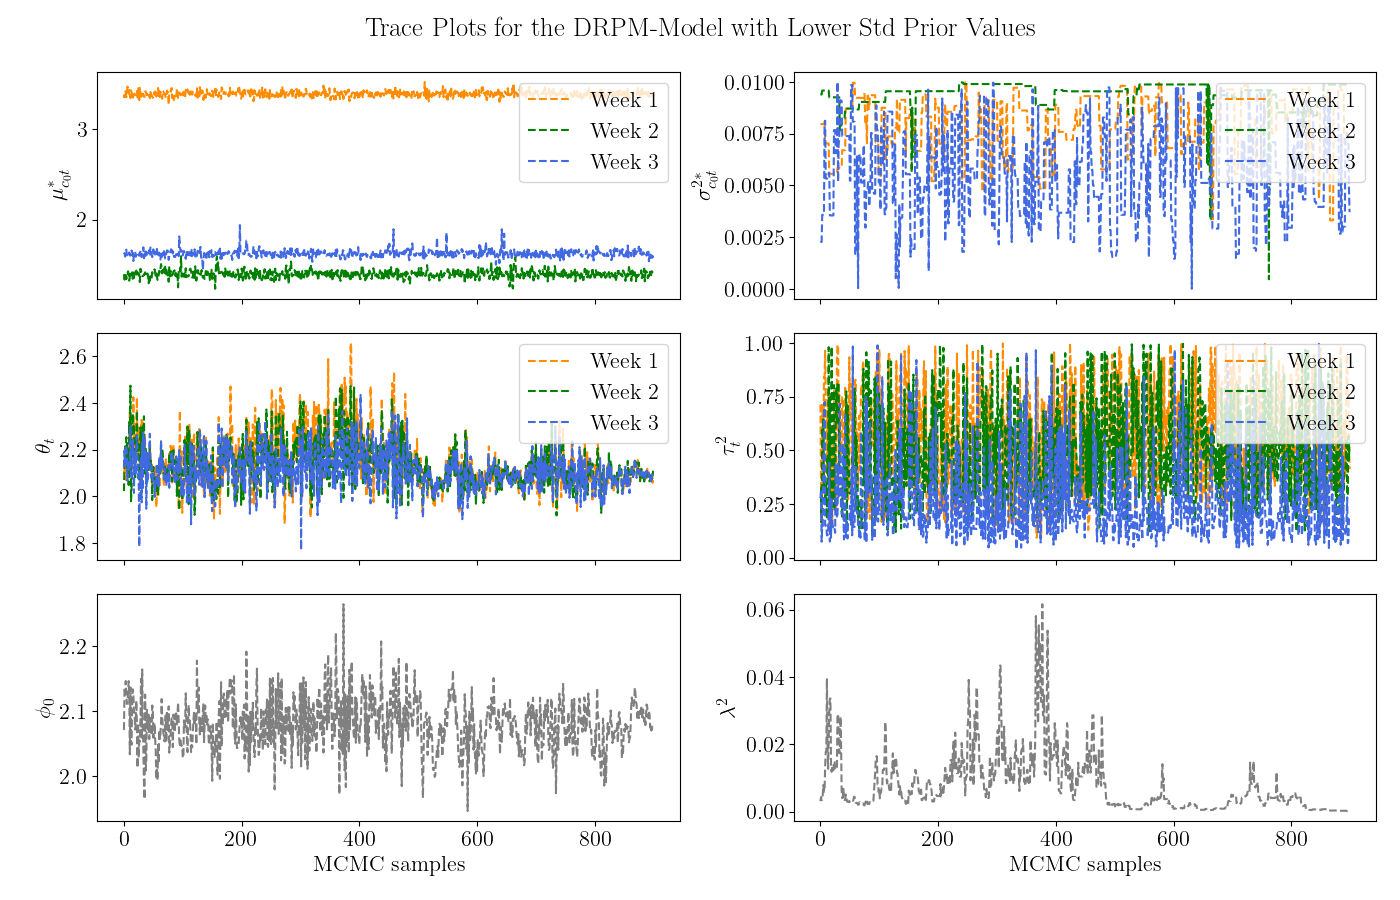 Trace Plots for the DRPM-Model with Lower Std Prior Values
μ*c₀t
3
2
Week 1
Week 2
Week 3
σ²*c₀t
0.0100
0.0075
0.0050
0.0025
0.0000
Week 1
Week 2
Week 3
θt
2.6
2.4
2.2
2.0
1.8
Week 1
Week 2
Week 3
τ²t
1.00
0.75
0.50
0.25
0.00
Week 1
Week 2
Week 3
ϕ₀
2.2
2.1
2.0
0 200 400 600 800
MCMC samples
λ²
0.06
0.04
0.02
0.00
0 200 400 600 800
MCMC samples